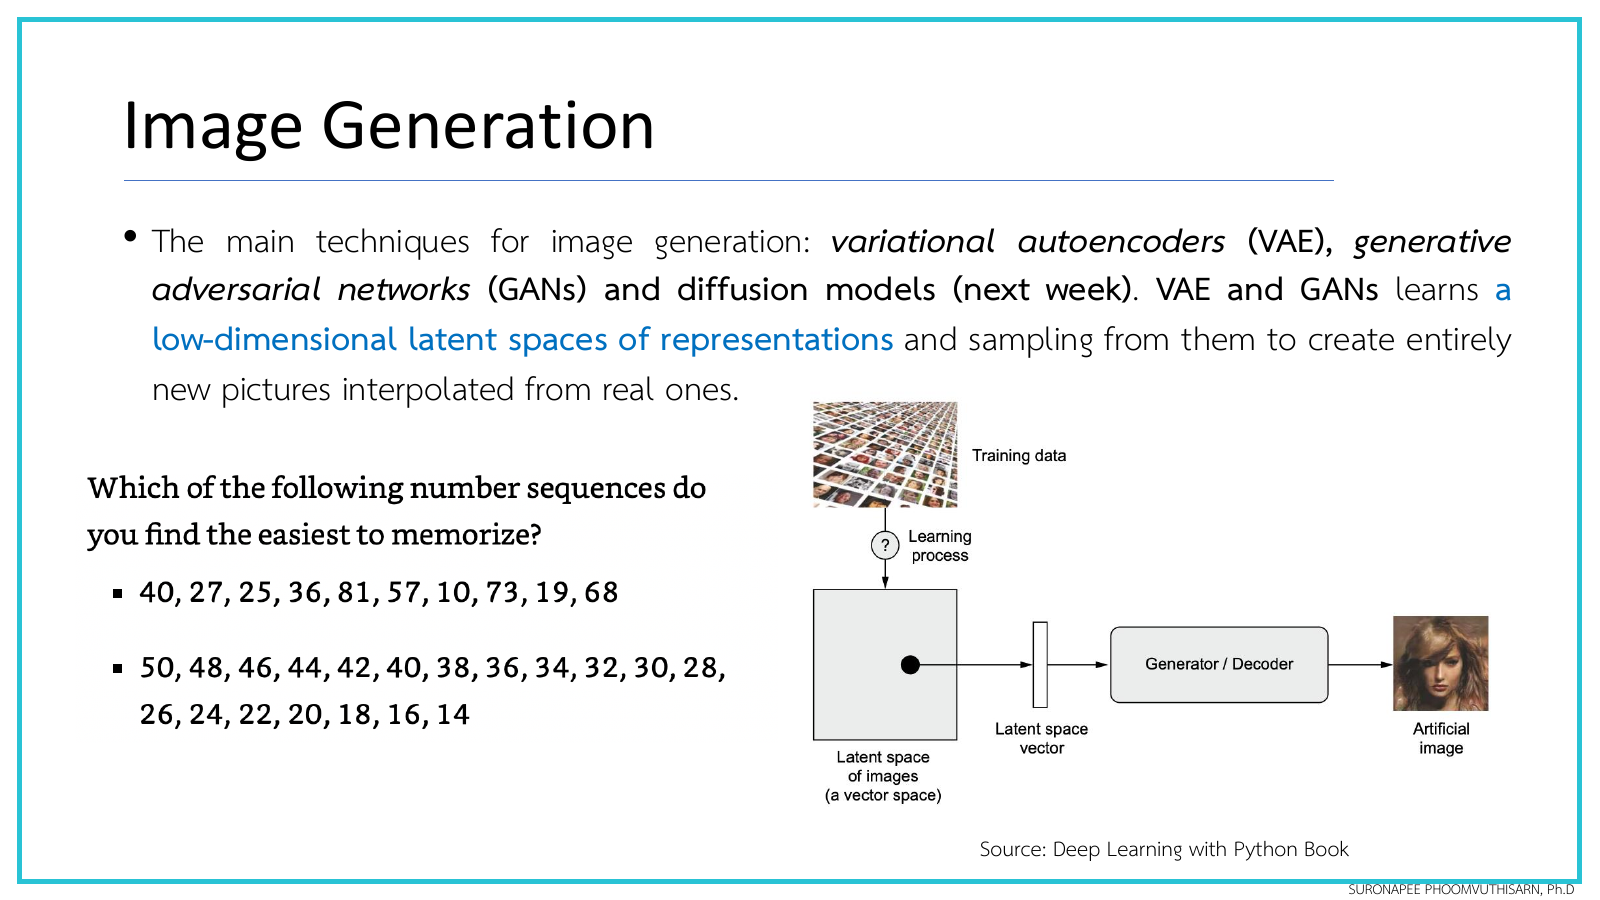 Image Generation
• The main techniques for image generation: variational autoencoders (VAE), generative
adversarial networks (GANs) and diffusion models (next week). VAE and GANs learns a
low-dimensional latent spaces of representations and sampling from them to create entirely
new pictures interpolated from real ones.
Which of the following number sequences do
you find the easiest to memorize?
▪ 40, 27, 25, 36, 81, 57, 10, 73, 19, 68
▪ 50, 48, 46, 44, 42, 40, 38, 36, 34, 32, 30, 28,
26, 24, 22, 20, 18, 16, 14
Training data
?
Learning
process
Latent space
of images
(a vector space)
Latent space
vector
Generator / Decoder
Artificial
image
Source: Deep Learning with Python Book
SURONAPEE PHOOMVUTHISARN, Ph.D